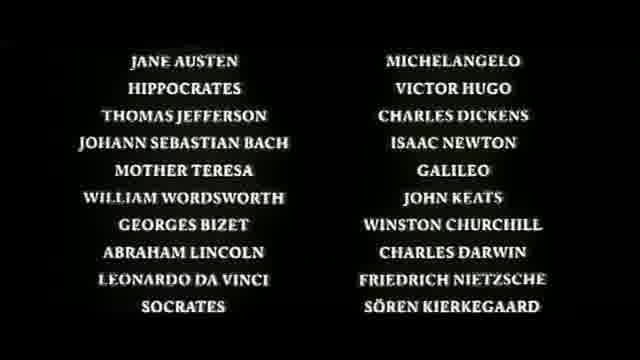 JANE AUSTEN
HIPPOCRATES
THOMAS JEFFERSON
JOHANN SEBASTIAN BACH
MOTHER TERESA
WILLIAM WORDSWORTH
GEORGES BIZET
ABRAHAM LINCOLN
LEONARDO DA VINCI
SOCRATES
MICHELANGELO
VICTOR HUGO
CHARLES DICKENS
ISAAC NEWTON
GALILEO
JOHN KEATS
WINSTON CHURCHILL
CHARLES DARWIN
FRIEDRICH NIETZSCHE
SÖREN KIERKEGAARD